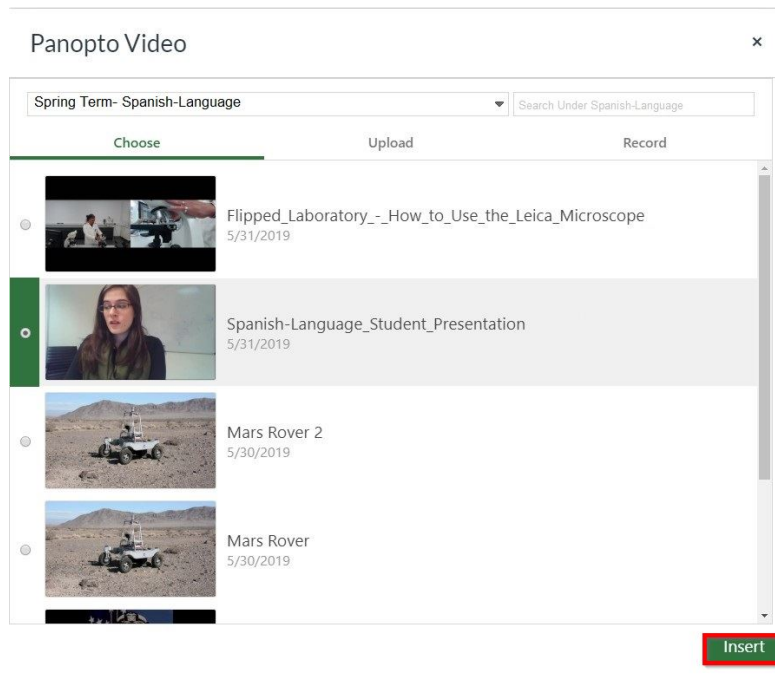 Panopto Video
×
Spring Term- Spanish-Language
Search Under Spanish-Language
Choose Upload Record
Flipped_Laboratory_-_How_to_Use_the_Leica_Microscope
5/31/2019
Spanish-Language_Student_Presentation
5/31/2019
Mars Rover 2
5/30/2019
Mars Rover
5/30/2019
Insert